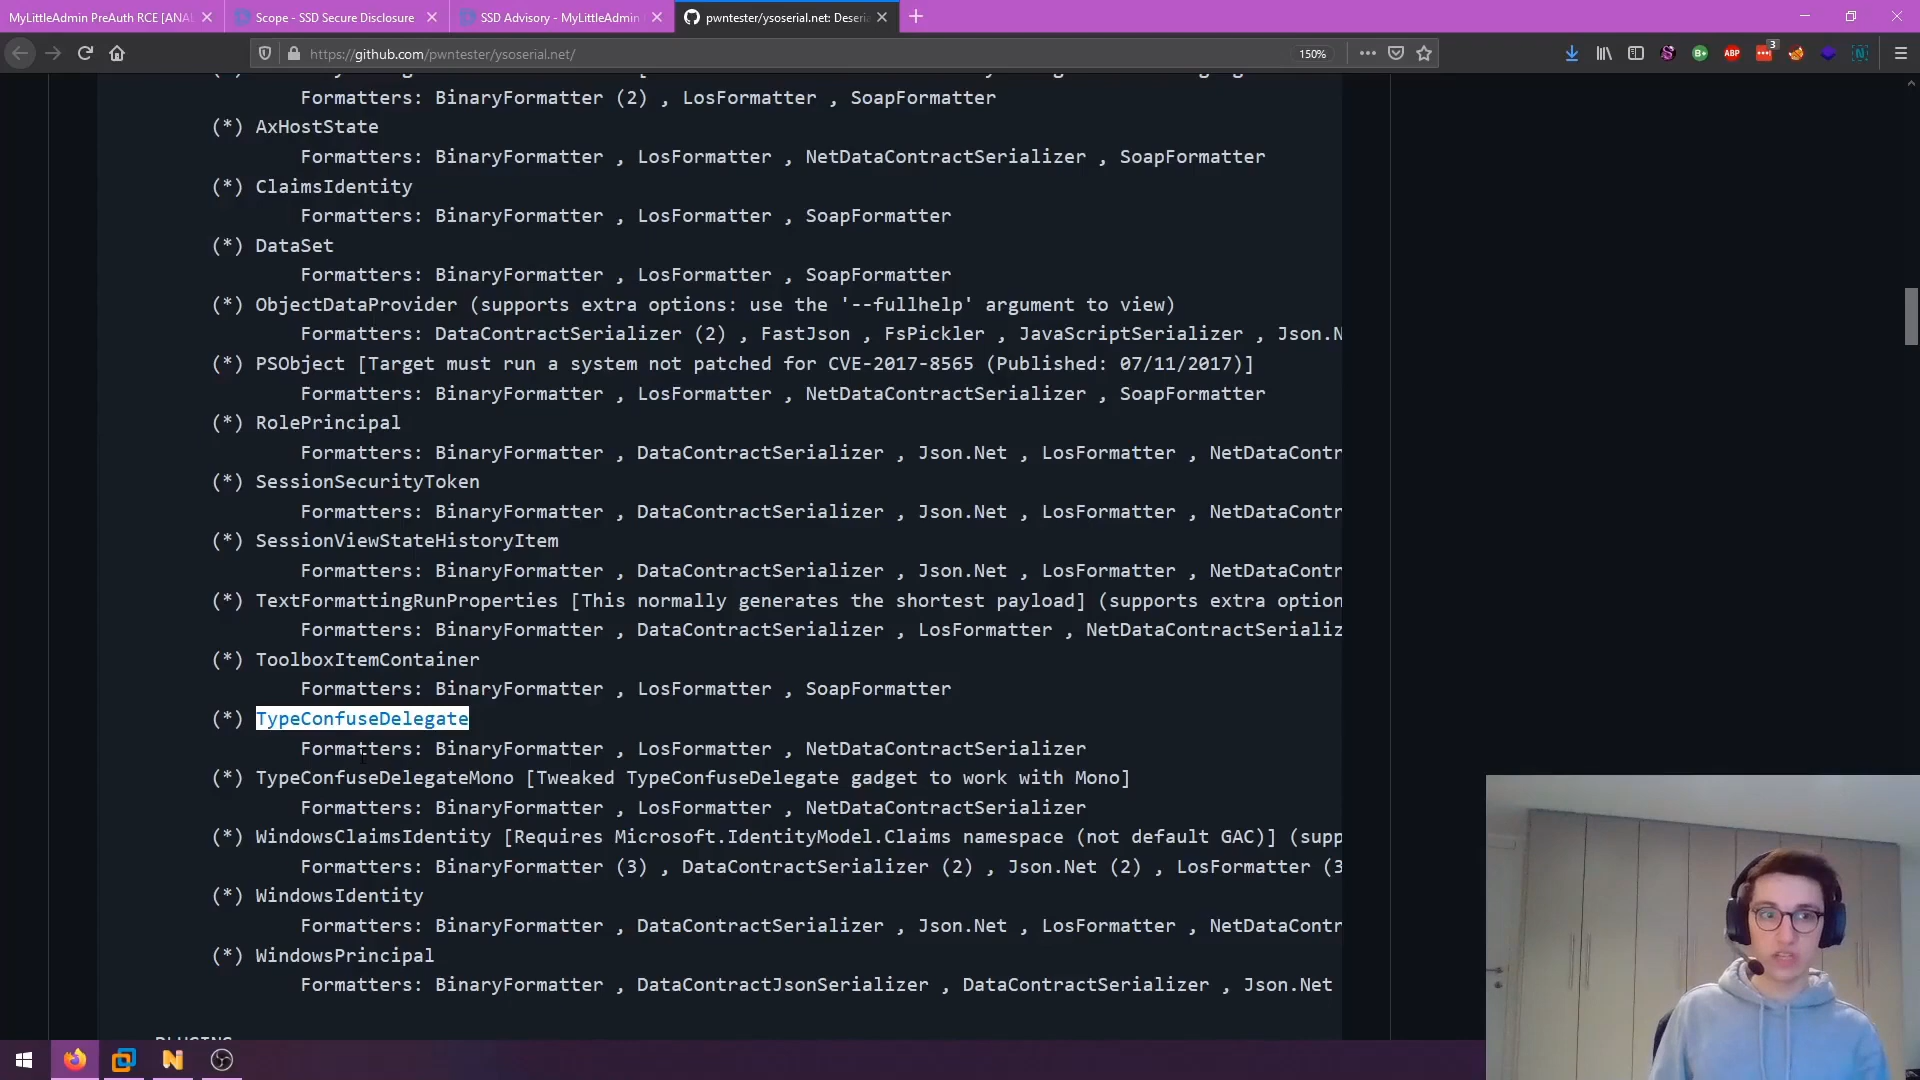 MyLittleAdmin PreAuth RCE [ANAL
Scope - SSD Secure Disclosure
SSD Advisory - MyLittleAdmin
pwntester/ysoserial.net: Deseria
https://github.com/pwntester/ysoserial.net/
150%
ABP
3
Formatters: BinaryFormatter (2) , LosFormatter , SoapFormatter
(*) AxHostState
Formatters: BinaryFormatter , LosFormatter , NetDataContractSerializer , SoapFormatter
(*) ClaimsIdentity
Formatters: BinaryFormatter , LosFormatter , SoapFormatter
(*) DataSet
Formatters: BinaryFormatter , LosFormatter , SoapFormatter
(*) ObjectDataProvider (supports extra options: use the '--fullhelp' argument to view)
Formatters: DataContractSerializer (2) , FastJson , FsPickler , JavaScriptSerializer , Json.N
(*) PSObject [Target must run a system not patched for CVE-2017-8565 (Published: 07/11/2017)]
Formatters: BinaryFormatter , LosFormatter , NetDataContractSerializer , SoapFormatter
(*) RolePrincipal
Formatters: BinaryFormatter , DataContractSerializer , Json.Net , LosFormatter , NetDataContr
(*) SessionSecurityToken
Formatters: BinaryFormatter , DataContractSerializer , Json.Net , LosFormatter , NetDataContr
(*) SessionViewStateHistoryItem
Formatters: BinaryFormatter , DataContractSerializer , Json.Net , LosFormatter , NetDataContr
(*) TextFormattingRunProperties [This normally generates the shortest payload] (supports extra option
Formatters: BinaryFormatter , DataContractSerializer , LosFormatter , NetDataContractSerializ
(*) ToolboxItemContainer
Formatters: BinaryFormatter , LosFormatter , SoapFormatter
(*) TypeConfuseDelegate
Formatters: BinaryFormatter , LosFormatter , NetDataContractSerializer
(*) TypeConfuseDelegateMono [Tweaked TypeConfuseDelegate gadget to work with Mono]
Formatters: BinaryFormatter , LosFormatter , NetDataContractSerializer
(*) WindowsClaimsIdentity [Requires Microsoft.IdentityModel.Claims namespace (not default GAC)] (supp
Formatters: BinaryFormatter (3) , DataContractSerializer (2) , Json.Net (2) , LosFormatter (3
(*) WindowsIdentity
Formatters: BinaryFormatter , DataContractSerializer , Json.Net , LosFormatter , NetDataContr
(*) WindowsPrincipal
Formatters: BinaryFormatter , DataContractJsonSerializer , DataContractSerializer , Json.Net